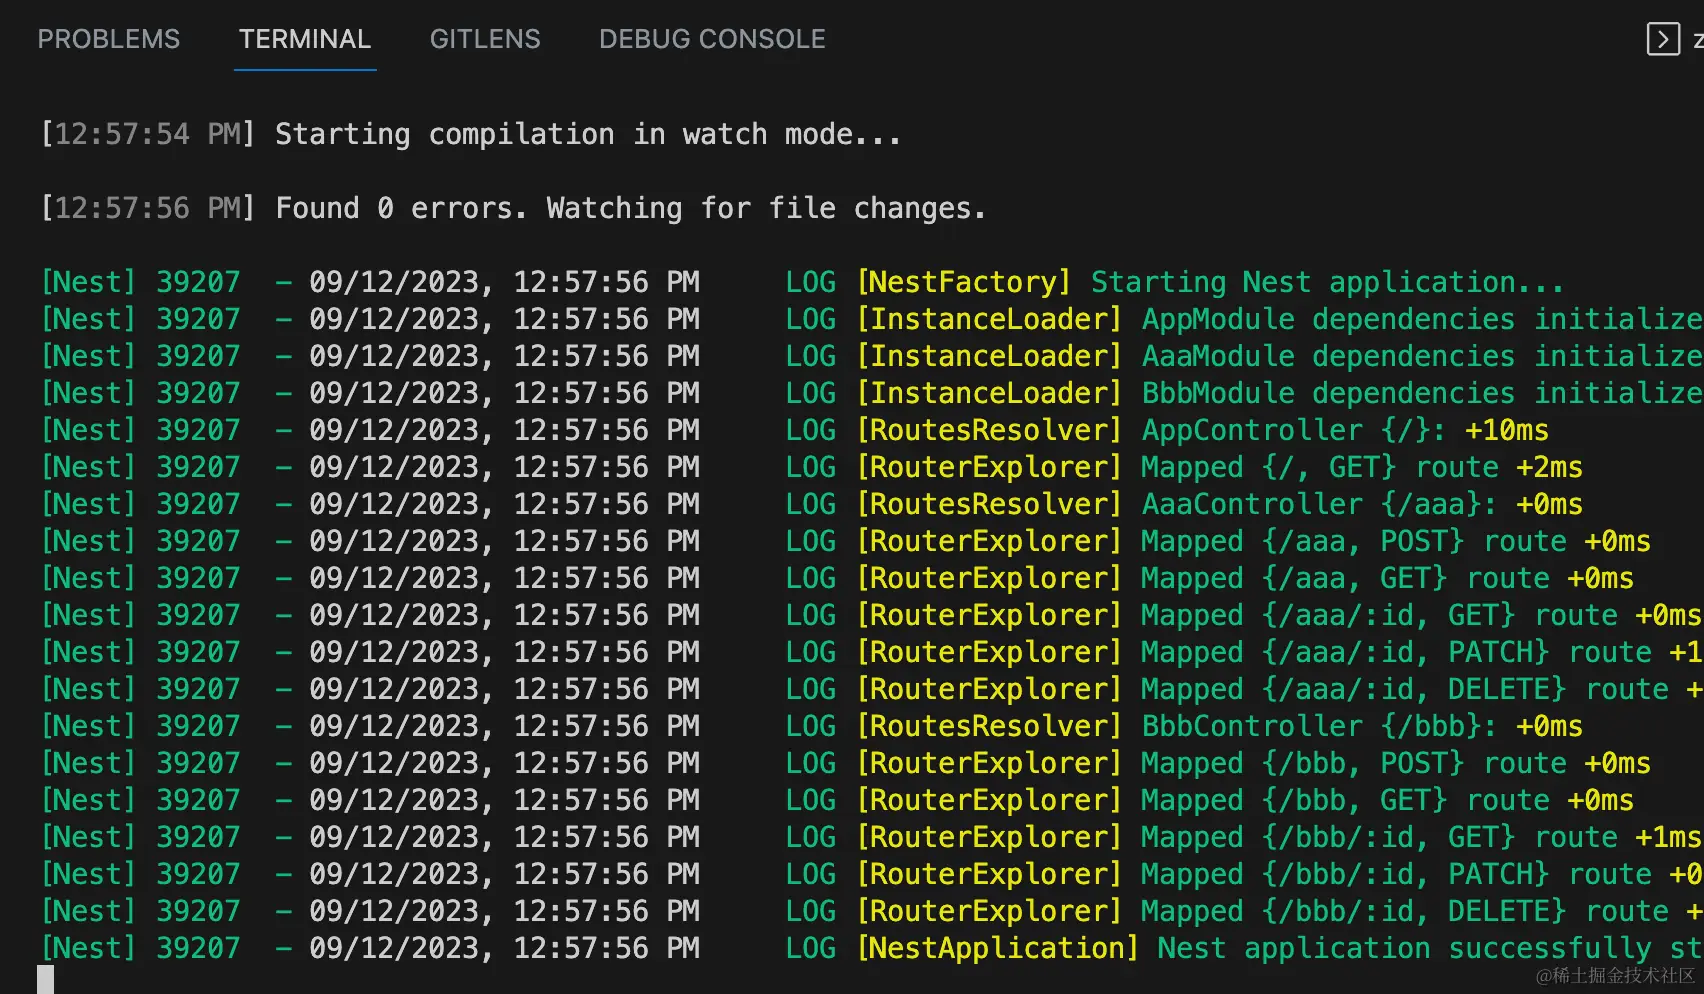 PROBLEMS TERMINAL GITLENS DEBUG CONSOLE
[12:57:54 PM] Starting compilation in watch mode...
[12:57:56 PM] Found 0 errors. Watching for file changes.
[Nest] 39207  - 09/12/2023, 12:57:56 PM     LOG [NestFactory] Starting Nest application...
[Nest] 39207  - 09/12/2023, 12:57:56 PM     LOG [InstanceLoader] AppModule dependencies initialize
[Nest] 39207  - 09/12/2023, 12:57:56 PM     LOG [InstanceLoader] AaaModule dependencies initialize
[Nest] 39207  - 09/12/2023, 12:57:56 PM     LOG [InstanceLoader] BbbModule dependencies initialize
[Nest] 39207  - 09/12/2023, 12:57:56 PM     LOG [RoutesResolver] AppController {/}: +10ms
[Nest] 39207  - 09/12/2023, 12:57:56 PM     LOG [RouterExplorer] Mapped {/, GET} route +2ms
[Nest] 39207  - 09/12/2023, 12:57:56 PM     LOG [RoutesResolver] AaaController {/aaa}: +0ms
[Nest] 39207  - 09/12/2023, 12:57:56 PM     LOG [RouterExplorer] Mapped {/aaa, POST} route +0ms
[Nest] 39207  - 09/12/2023, 12:57:56 PM     LOG [RouterExplorer] Mapped {/aaa, GET} route +0ms
[Nest] 39207  - 09/12/2023, 12:57:56 PM     LOG [RouterExplorer] Mapped {/aaa/:id, GET} route +0ms
[Nest] 39207  - 09/12/2023, 12:57:56 PM     LOG [RouterExplorer] Mapped {/aaa/:id, PATCH} route +1
[Nest] 39207  - 09/12/2023, 12:57:56 PM     LOG [RouterExplorer] Mapped {/aaa/:id, DELETE} route +
[Nest] 39207  - 09/12/2023, 12:57:56 PM     LOG [RoutesResolver] BbbController {/bbb}: +0ms
[Nest] 39207  - 09/12/2023, 12:57:56 PM     LOG [RouterExplorer] Mapped {/bbb, POST} route +0ms
[Nest] 39207  - 09/12/2023, 12:57:56 PM     LOG [RouterExplorer] Mapped {/bbb, GET} route +0ms
[Nest] 39207  - 09/12/2023, 12:57:56 PM     LOG [RouterExplorer] Mapped {/bbb/:id, GET} route +1ms
[Nest] 39207  - 09/12/2023, 12:57:56 PM     LOG [RouterExplorer] Mapped {/bbb/:id, PATCH} route +0
[Nest] 39207  - 09/12/2023, 12:57:56 PM     LOG [RouterExplorer] Mapped {/bbb/:id, DELETE} route +
[Nest] 39207  - 09/12/2023, 12:57:56 PM     LOG [NestApplication] Nest application successfully st
@稀土掘金技术社区